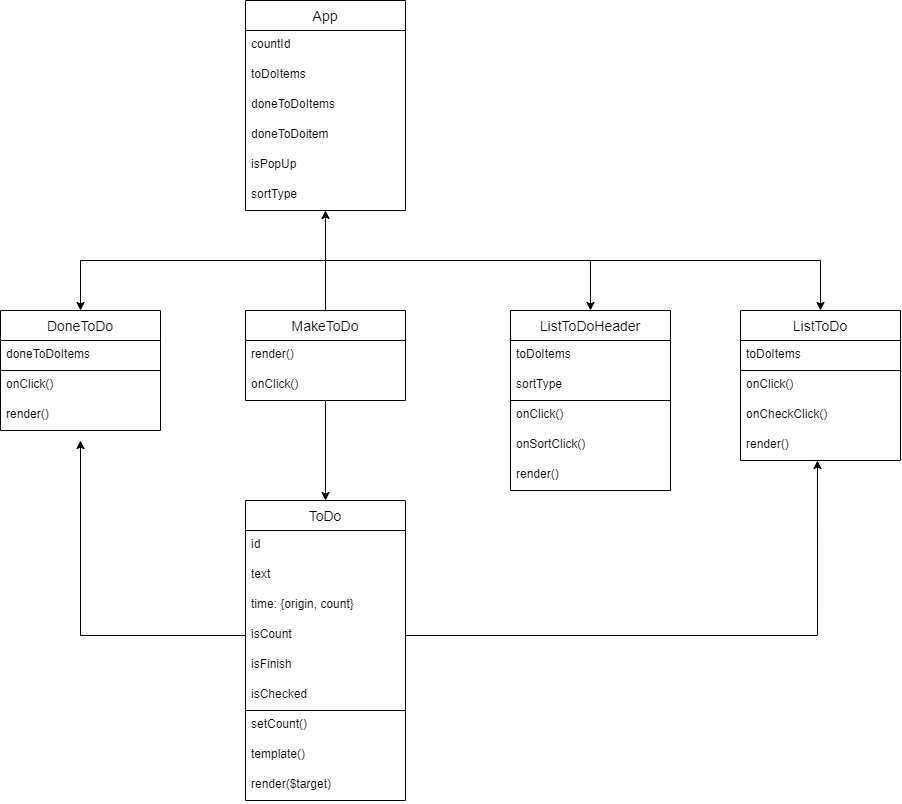 App
countId
toDoItems
doneToDoItems
doneToDoitem
isPopUp
sortType
DoneToDo
doneToDoItems
onClick()
render()
MakeToDo
render()
onClick()
ListToDoHeader
toDoItems
sortType
onClick()
onSortClick()
render()
ListToDo
toDoItems
onClick()
onCheckClick()
render()
ToDo
id
text
time: {origin, count}
isCount
isFinish
isChecked
setCount()
template()
render($target)